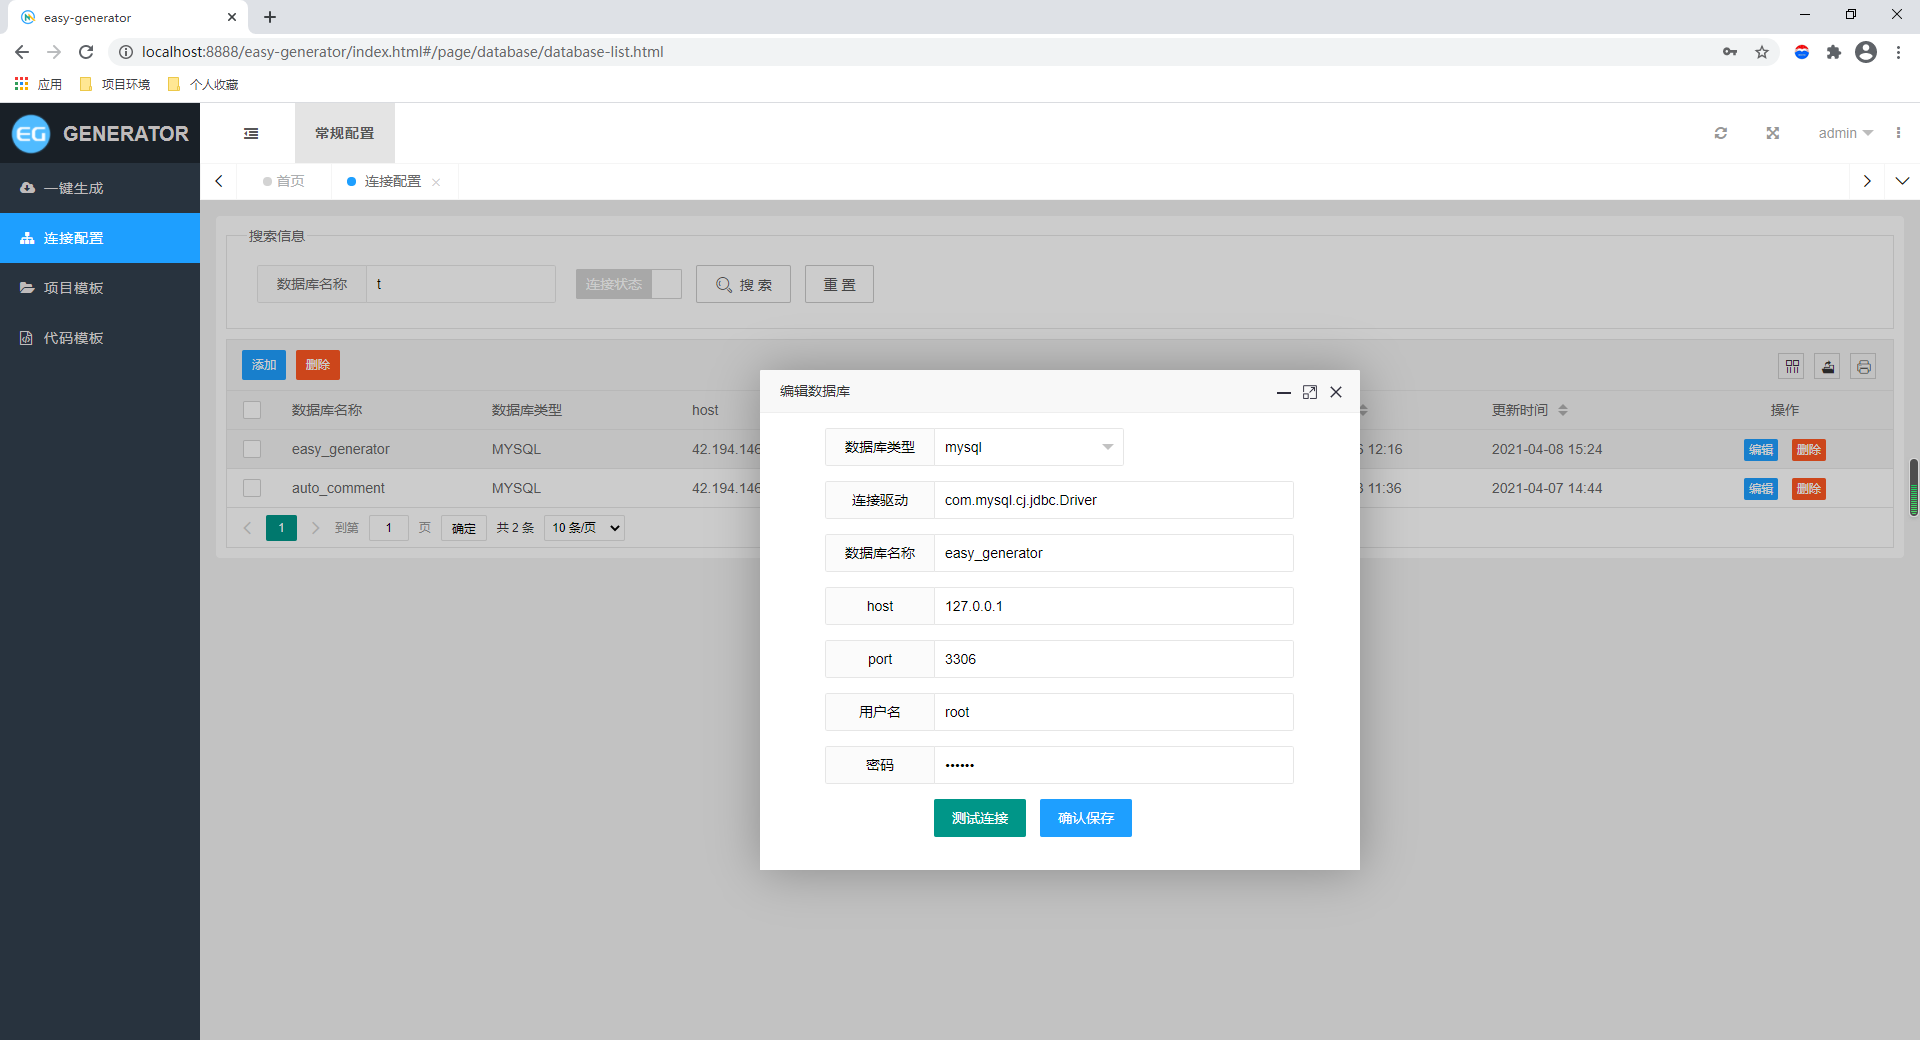 easy-generator
localhost:8888/easy-generator/index.html#/page/database/database-list.html
应用 项目环境 个人收藏
EG GENERATOR
常规配置
admin
首页 连接配置
一键生成
连接配置
项目模板
代码模板
搜索信息
数据库名称 t 连接状态 搜 索 重 置
添加 删除
数据库名称 数据库类型 host 更新时间 操作
easy_generator MYSQL 42.194.146 12:16 2021-04-08 15:24 编辑 删除
auto_comment MYSQL 42.194.146 11:36 2021-04-07 14:44 编辑 删除
1 到第 1 页 确定 共 2 条 10 条/页
编辑数据库
数据库类型 mysql
连接驱动 com.mysql.cj.jdbc.Driver
数据库名称 easy_generator
host 127.0.0.1
port 3306
用户名 root
密码 ••••••
测试连接 确认保存